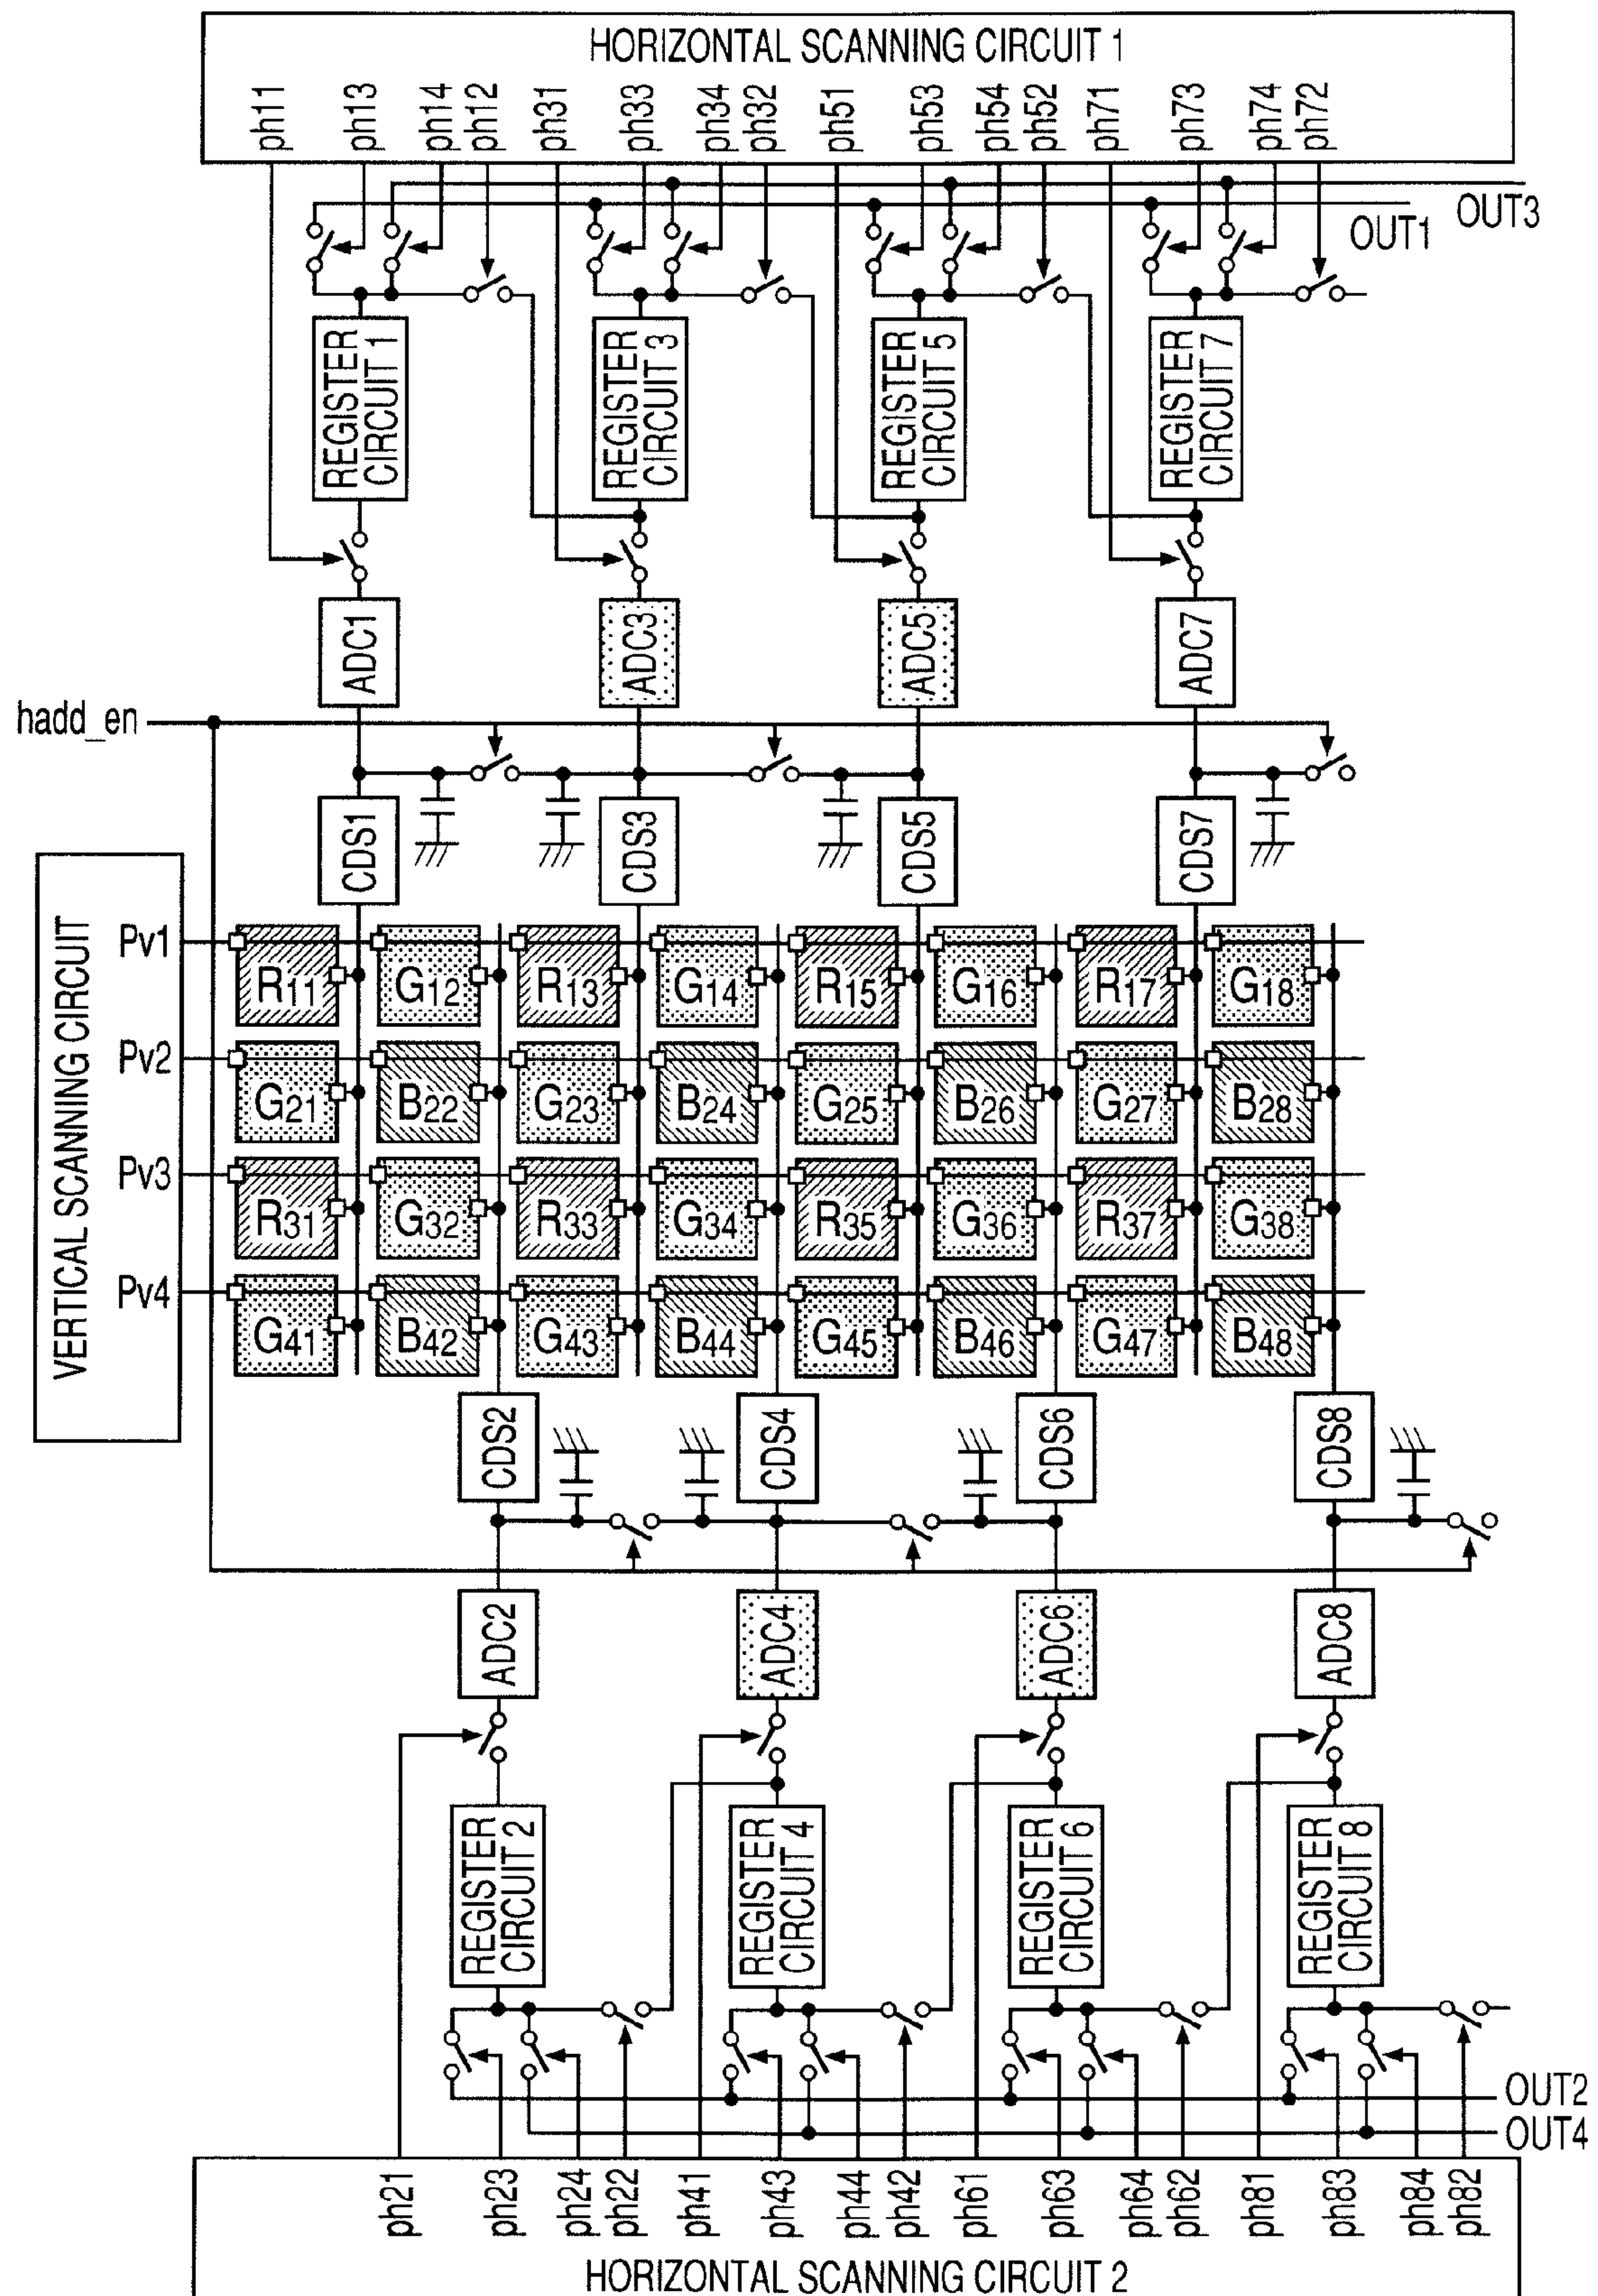 HORIZONTAL SCANNING CIRCUIT 1
ph11 ph13 ph14 ph12 ph31 ph33 ph34 ph32 ph51 ph53 ph54 ph52 ph71 ph73 ph74 ph72
OUT3
OUT1
REGISTER CIRCUIT 1
REGISTER CIRCUIT 3
REGISTER CIRCUIT 5
REGISTER CIRCUIT 7
ADC1 ADC3 ADC5 ADC7
hadd_en
CDS1 CDS3 CDS5 CDS7
VERTICAL SCANNING CIRCUIT
Pv1 R11 G12 R13 G14 R15 G16 R17 G18
Pv2 G21 B22 G23 B24 G25 B26 G27 B28
Pv3 R31 G32 R33 G34 R35 G36 R37 G38
Pv4 G41 B42 G43 B44 G45 B46 G47 B48
CDS2 CDS4 CDS6 CDS8
ADC2 ADC4 ADC6 ADC8
REGISTER CIRCUIT 2
REGISTER CIRCUIT 4
REGISTER CIRCUIT 6
REGISTER CIRCUIT 8
OUT2
OUT4
ph21 ph23 ph24 ph22 ph41 ph43 ph44 ph42 ph61 ph63 ph64 ph62 ph81 ph83 ph84 ph82
HORIZONTAL SCANNING CIRCUIT 2